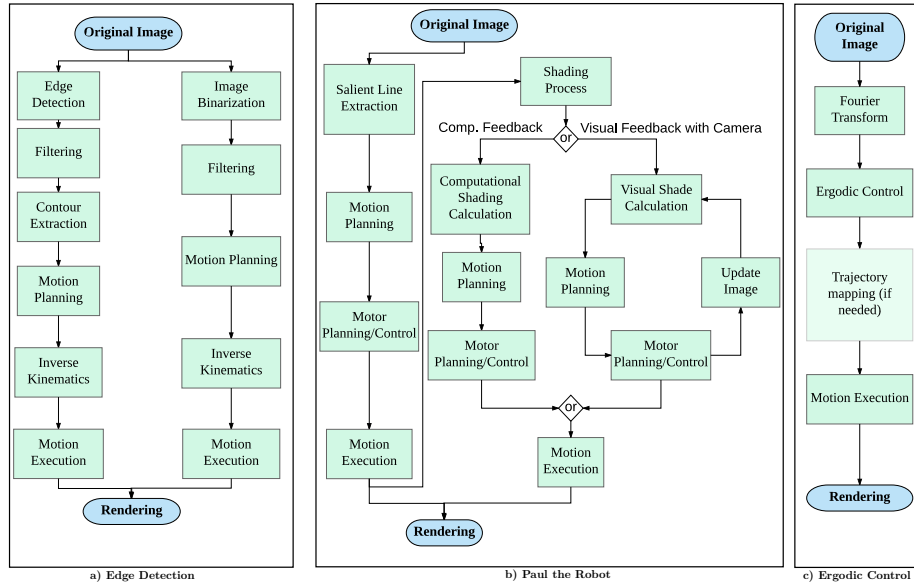 Original Image
Edge
Detection
Filtering
Contour
Extraction
Motion
Planning
Inverse
Kinematics
Motion
Execution
Image
Binarization
Filtering
Motion Planning
Inverse
Kinematics
Motion
Execution
Rendering
a) Edge Detection
Original Image
Salient Line
Extraction
Motion
Planning
Motor
Planning/Control
Motion
Execution
Shading
Process
Comp. Feedback
or
Visual Feedback with Camera
Computational
Shading
Calculation
Motion
Planning
Motor
Planning/Control
Visual Shade
Calculation
Motion
Planning
Update
Image
Motor
Planning/Control
or
Motion
Execution
Rendering
b) Paul the Robot
Original
Image
Fourier
Transform
Ergodic Control
Trajectory
mapping (if
needed)
Motion Execution
Rendering
c) Ergodic Control